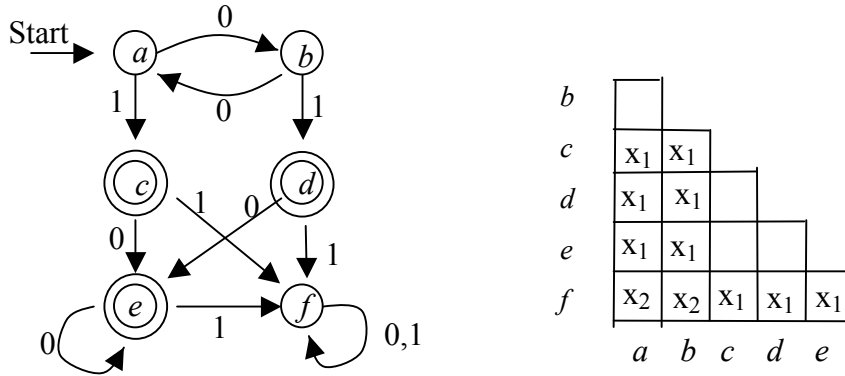 0
Start
a
b
0
1
1
c
d
1
0
0
1
e
f
1
0
0,1
b
c x₁ x₁
d x₁ x₁
e x₁ x₁
f x₂ x₂ x₁ x₁ x₁
a b c d e